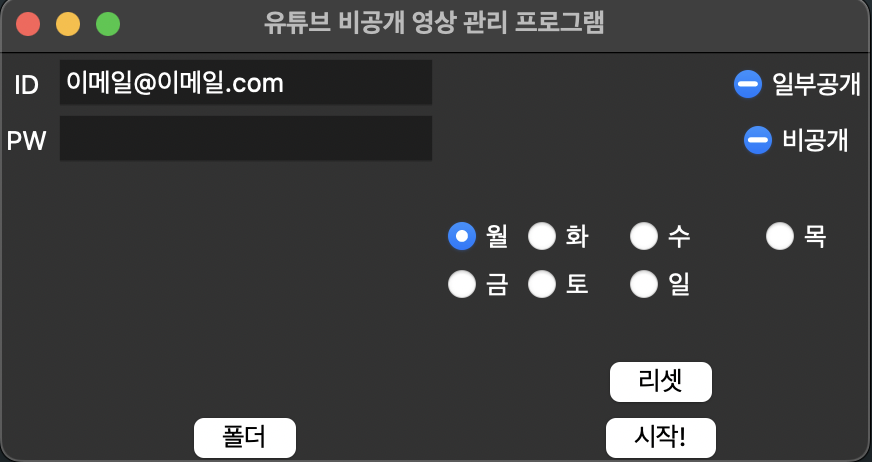 유튜브 비공개 영상 관리 프로그램
ID 이메일@이메일.com 일부공개
PW 비공개
월 화 수 목
금 토 일
리셋
폴더 시작!